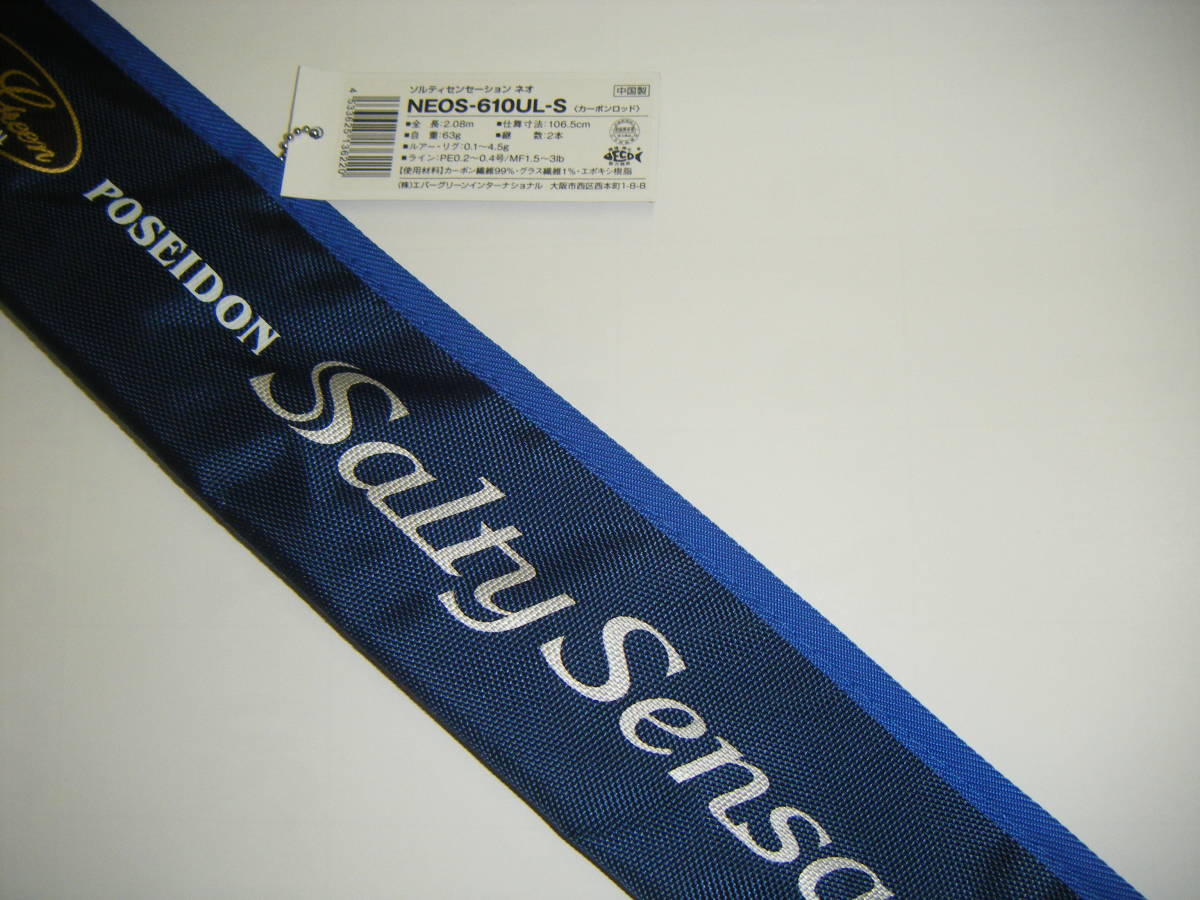 ソルティセンセーション ネオ
中国製
NEOS-610UL-S 〈カーボンロッド〉
■全 長:2.08m ■仕舞寸法:106.5cm
■自 重:63g ■継 数:2本
■ルアー・リグ:0.1〜4.5g
■ライン:PE0.2〜0.4号/MF1.5〜3lb
【使用材料】カーボン繊維99%・グラス繊維1%・エポキシ樹脂
(株)エバーグリーンインターナショナル 大阪市西区西本町1-8-8
4533625136220
ECO
Green
POSEIDON
Salty Sensa